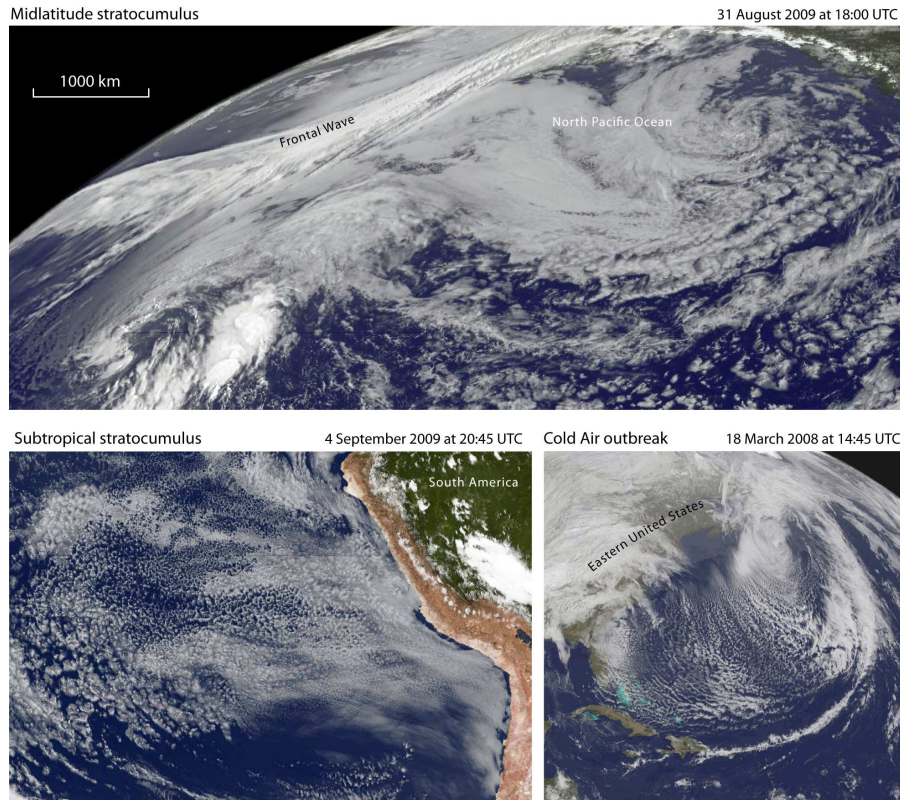 Midlatitude stratocumulus
31 August 2009 at 18:00 UTC
1000 km
Frontal Wave
North Pacific Ocean
Subtropical stratocumulus
4 September 2009 at 20:45 UTC
South America
Cold Air outbreak
18 March 2008 at 14:45 UTC
Eastern United States